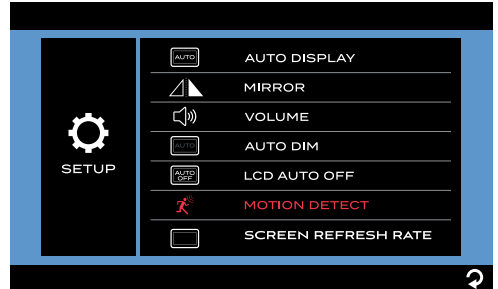 SETUP
AUTO AUTO DISPLAY
MIRROR
VOLUME
AUTO AUTO DIM
AUTO OFF LCD AUTO OFF
MOTION DETECT
SCREEN REFRESH RATE